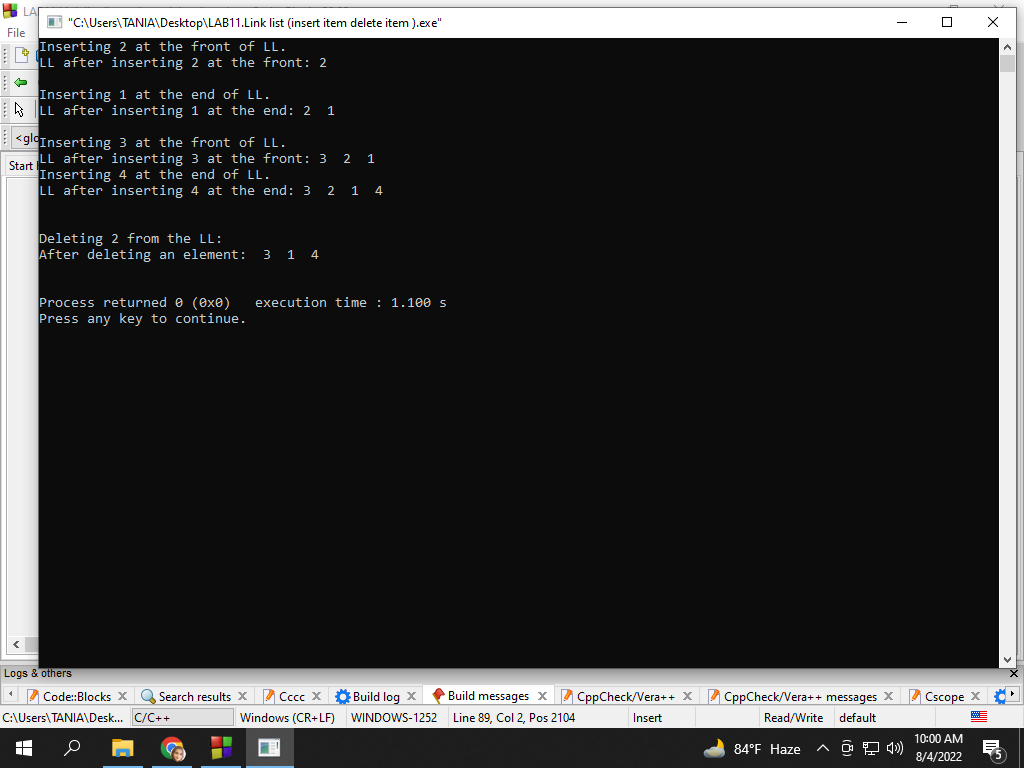 LA
"C:\Users\TANIA\Desktop\LAB11.Link list (insert item delete item ).exe"
File
<glo
Start
Inserting 2 at the front of LL.
LL after inserting 2 at the front: 2
Inserting 1 at the end of LL.
LL after inserting 1 at the end: 2 1
Inserting 3 at the front of LL.
LL after inserting 3 at the front: 3 2 1
Inserting 4 at the end of LL.
LL after inserting 4 at the end: 3 2 1 4
Deleting 2 from the LL:
After deleting an element: 3 1 4
Process returned 0 (0x0) execution time : 1.100 s
Press any key to continue.
Logs & others
Code::Blocks Search results Cccc Build log Build messages CppCheck/Vera++ CppCheck/Vera++ messages Cscope
C:\Users\TANIA\Desk... C/C++ Windows (CR+LF) WINDOWS-1252 Line 89, Col 2, Pos 2104 Insert Read/Write default
84°F Haze
10:00 AM
8/4/2022
5